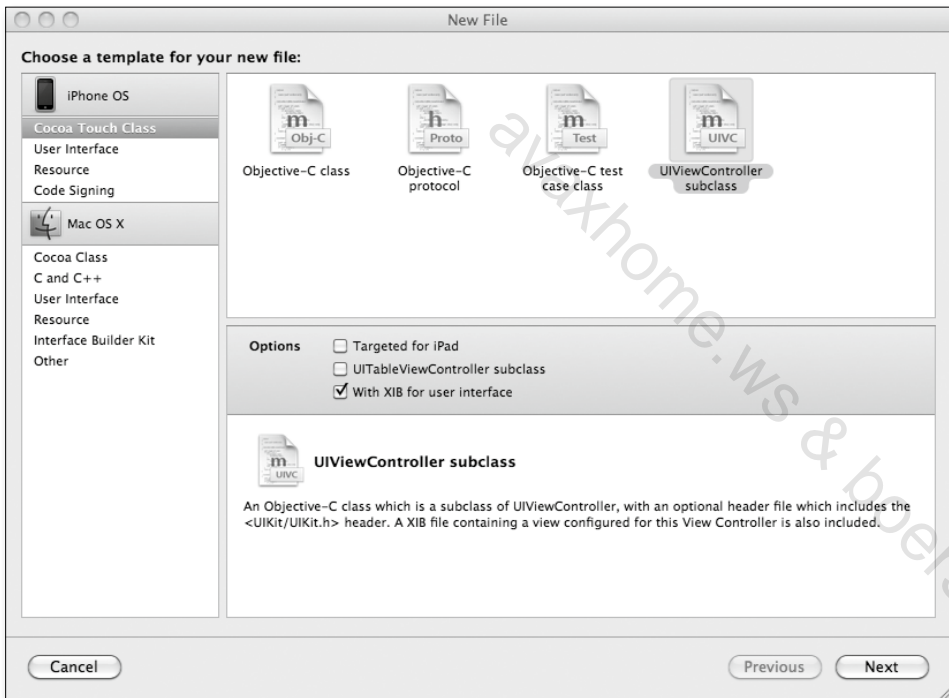 New File
Choose a template for your new file:
iPhone OS
Cocoa Touch Class
User Interface
Resource
Code Signing
Mac OS X
Cocoa Class
C and C++
User Interface
Resource
Interface Builder Kit
Other
m
Obj-C
Objective-C class
h
Proto
Objective-C
protocol
m
Test
Objective-C test
case class
m
UIVC
UIViewController
subclass
Options
Targeted for iPad
UITableViewController subclass
With XIB for user interface
m
UIVC
UIViewController subclass
An Objective-C class which is a subclass of UIViewController, with an optional header file which includes the
<UIKit/UIKit.h> header. A XIB file containing a view configured for this View Controller is also included.
Cancel
Previous
Next
avaxhome.ws & boers